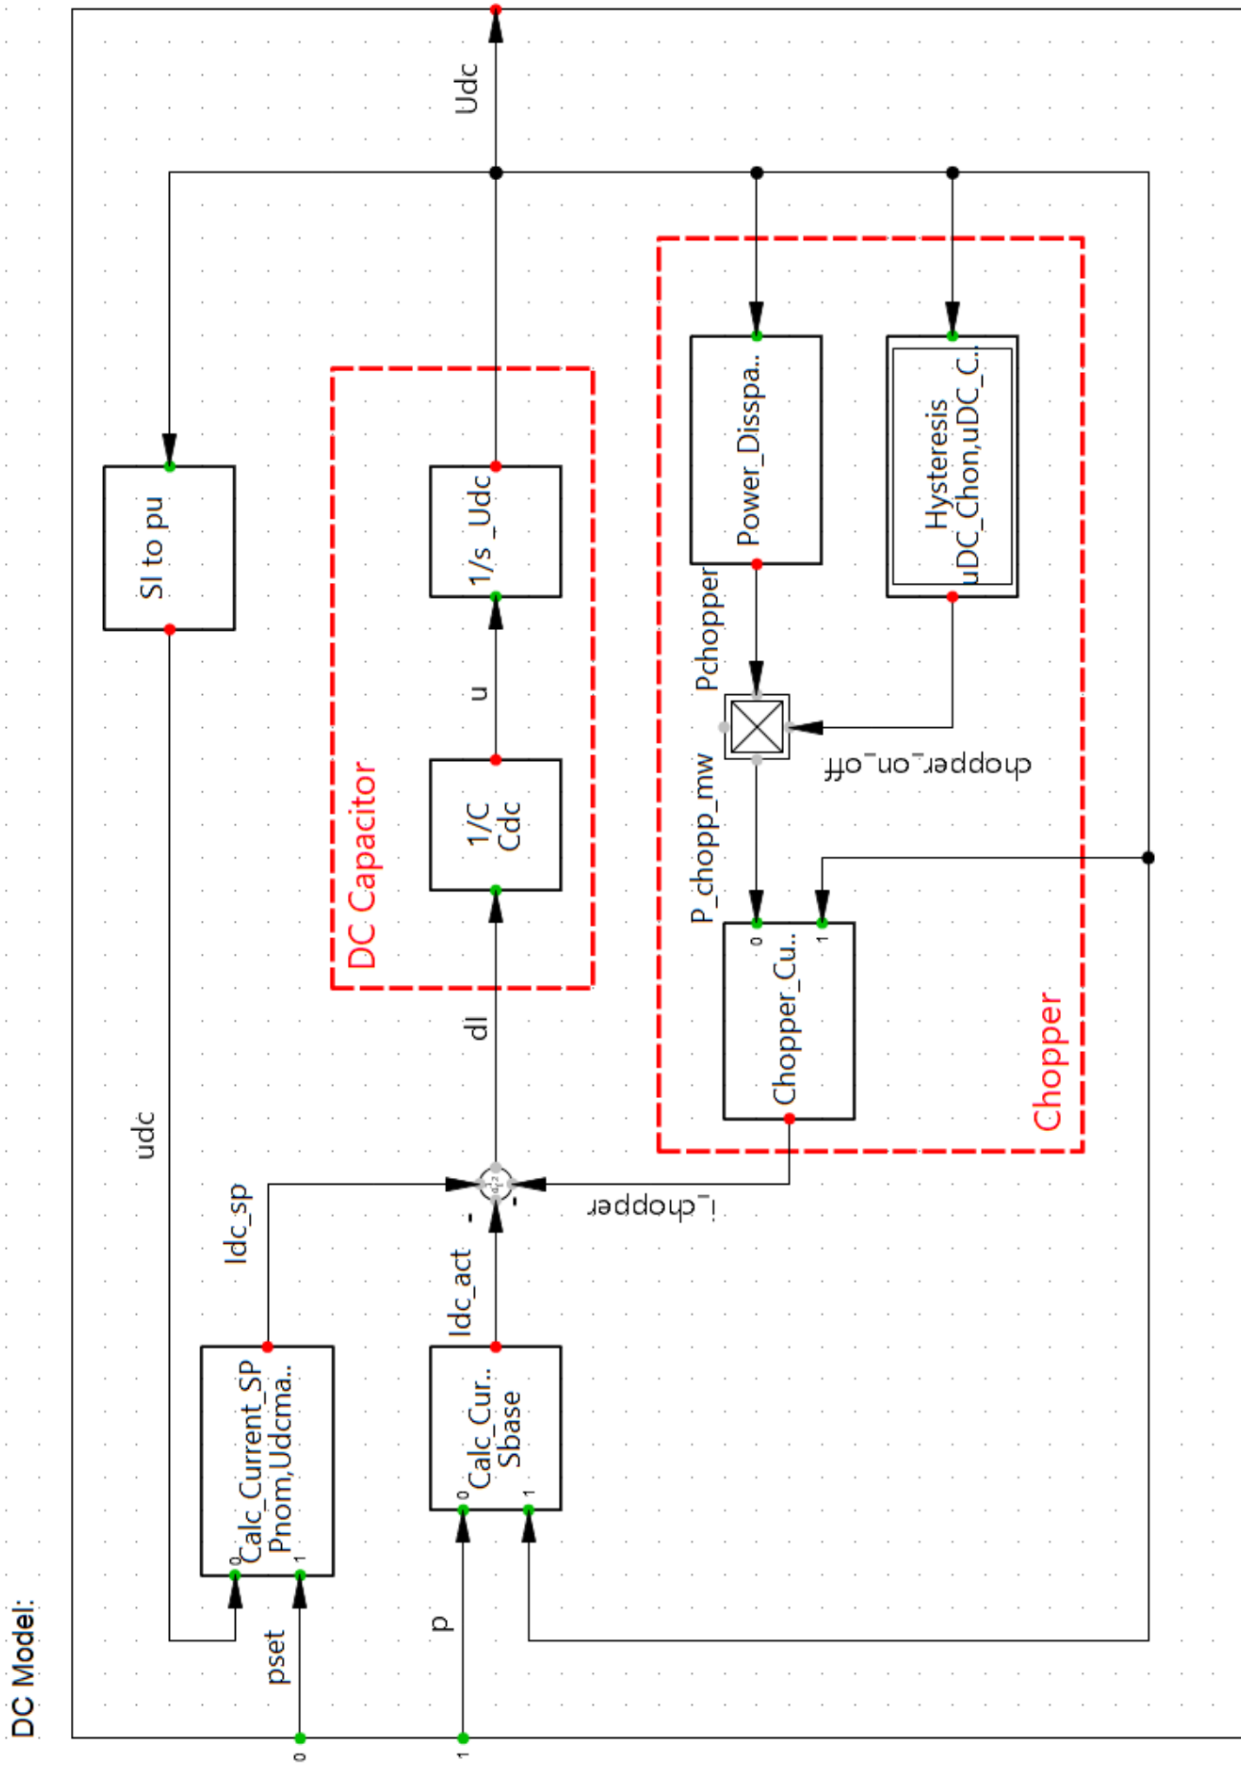 DC Model:
0
pset
1
p
0
1
Calc_Current_SP
Pnom,Udcma..
Idc_sp
udc
SI to pu
0
1
Calc_Cur..
Sbase
Idc_act
-
-
dI
DC Capacitor
1/C
Cdc
u
1/s _Udc
Udc
i_chopper
Chopper_Cu..
0
1
P_chopp_mw
Pchopper
Power_Disspa..
chopper_on_off
Hysteresis
uDC_Chon,uDC_C..
Chopper